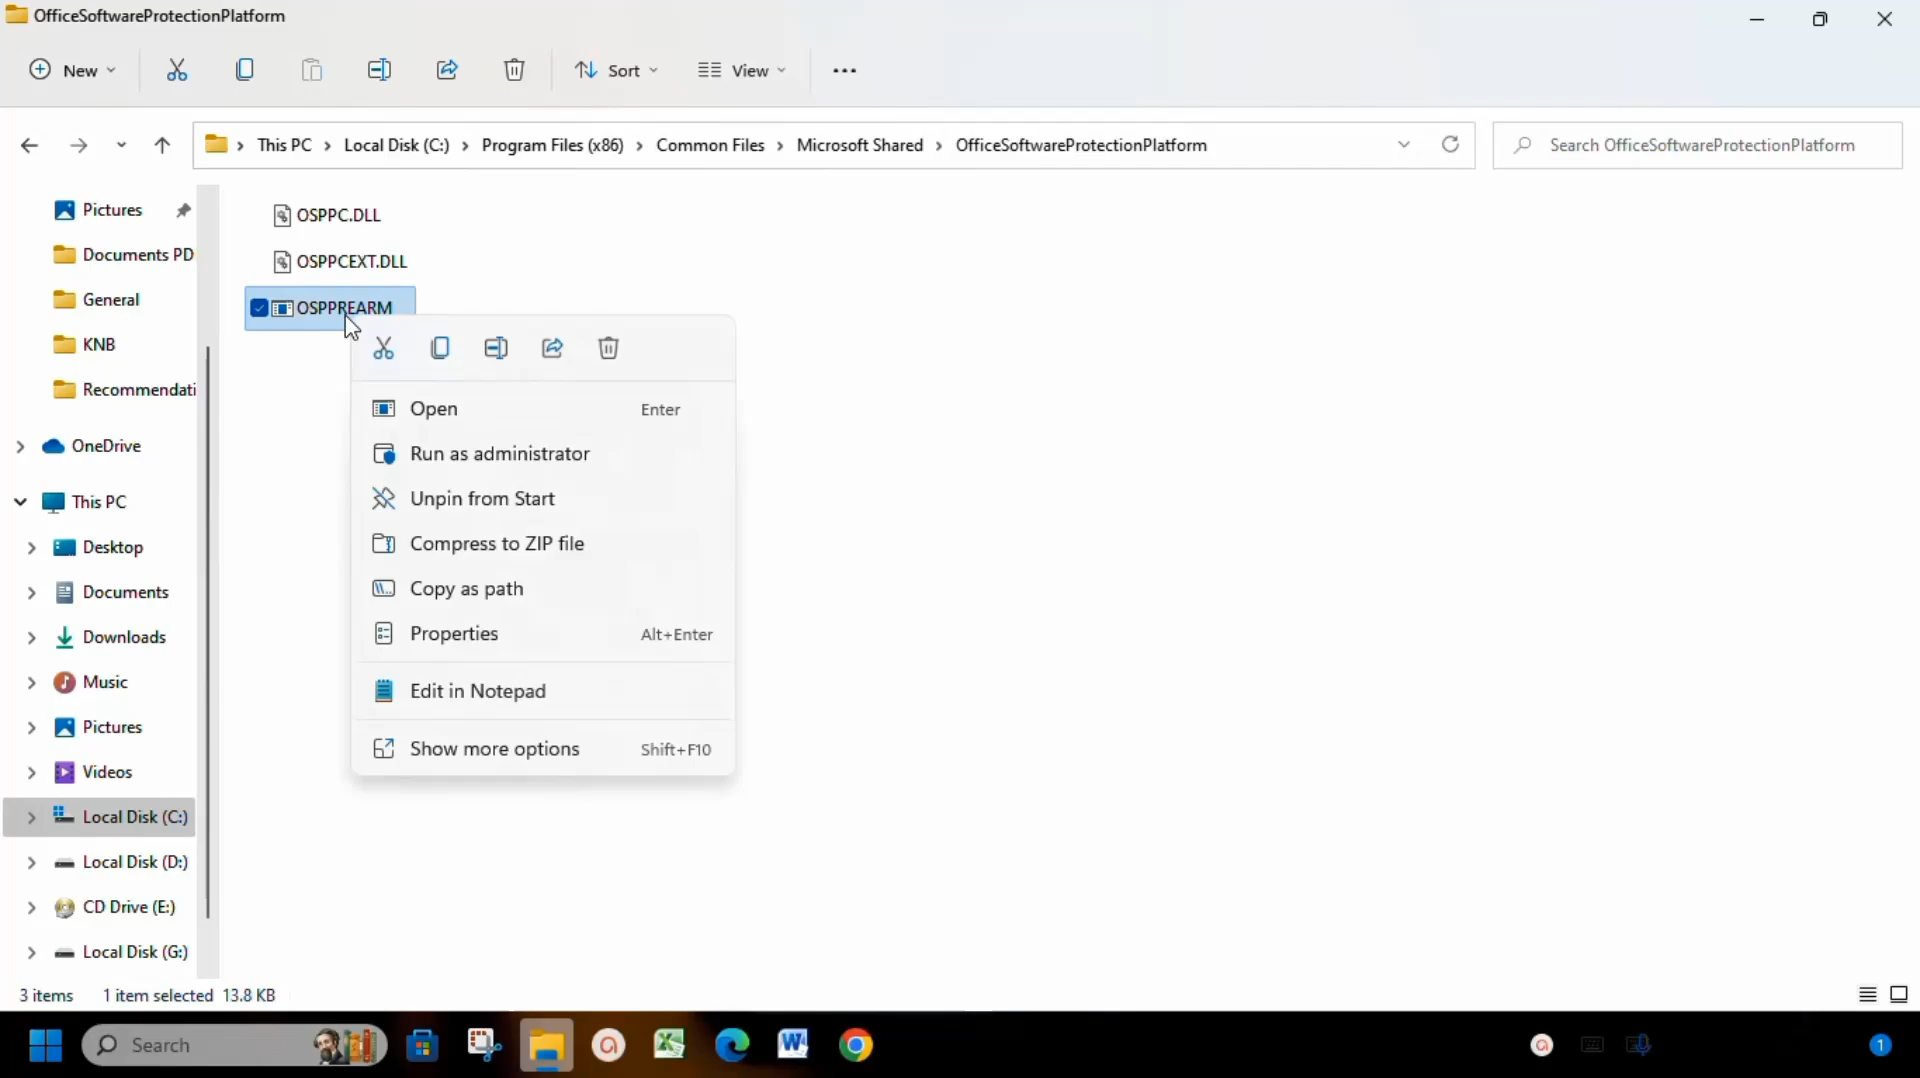 OfficeSoftwareProtectionPlatform
New
Sort
View
This PC > Local Disk (C:) > Program Files (x86) > Common Files > Microsoft Shared > OfficeSoftwareProtectionPlatform
Search OfficeSoftwareProtectionPlatform
Pictures
Documents PD
General
KNB
Recommendati
OneDrive
This PC
Desktop
Documents
Downloads
Music
Pictures
Videos
Local Disk (C:)
Local Disk (D:)
CD Drive (E:)
Local Disk (G:)
OSPPC.DLL
OSPPCEXT.DLL
OSPPREARM
Open Enter
Run as administrator
Unpin from Start
Compress to ZIP file
Copy as path
Properties Alt+Enter
Edit in Notepad
Show more options Shift+F10
3 items 1 item selected 13.8 KB
Search
1